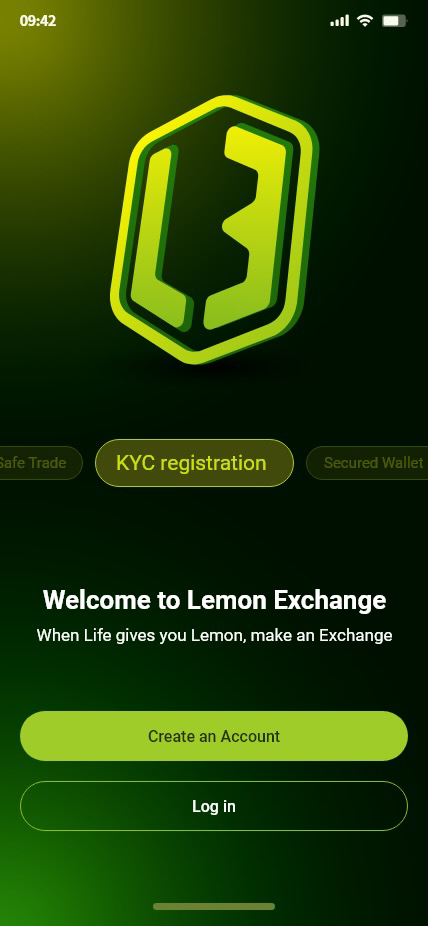 09:42
Safe Trade
KYC registration
Secured Wallet
Welcome to Lemon Exchange
When Life gives you Lemon, make an Exchange
Create an Account
Log in